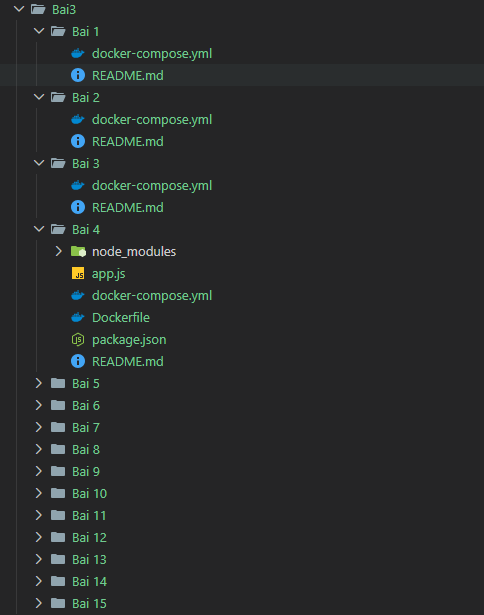 Bai3
Bai 1
docker-compose.yml
README.md
Bai 2
docker-compose.yml
README.md
Bai 3
docker-compose.yml
README.md
Bai 4
node_modules
app.js
docker-compose.yml
Dockerfile
package.json
README.md
Bai 5
Bai 6
Bai 7
Bai 8
Bai 9
Bai 10
Bai 11
Bai 12
Bai 13
Bai 14
Bai 15